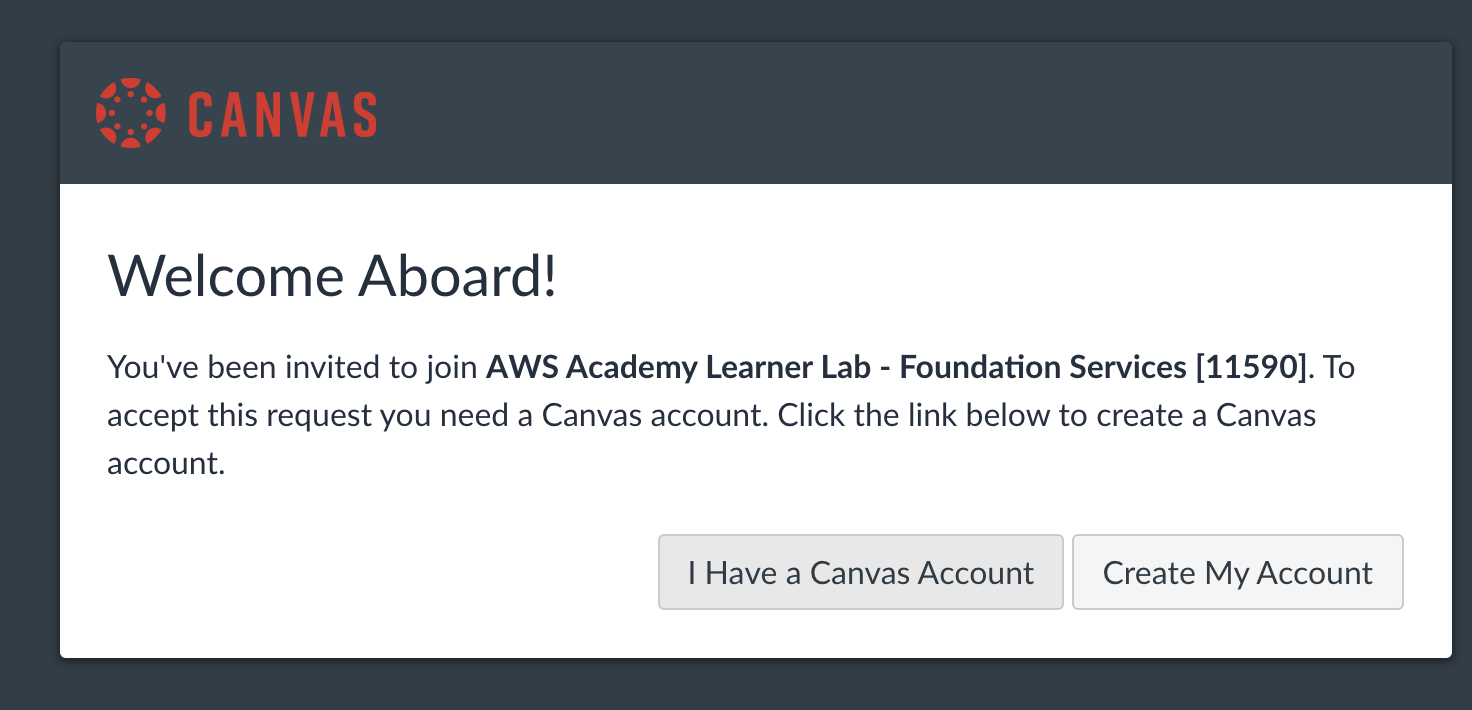 CANVAS
Welcome Aboard!
You've been invited to join AWS Academy Learner Lab - Foundation Services [11590]. To
accept this request you need a Canvas account. Click the link below to create a Canvas
account.
I Have a Canvas Account
Create My Account